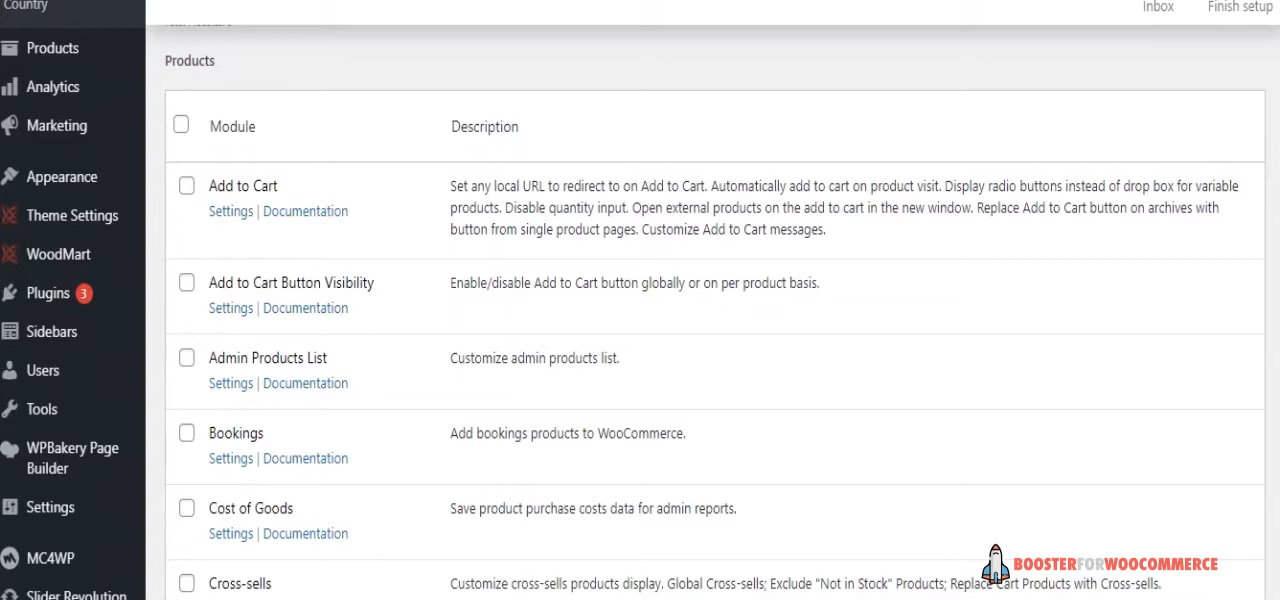 Country
Inbox
Finish setup
Products
Analytics
Marketing
Appearance
Theme Settings
WoodMart
Plugins 3
Sidebars
Users
Tools
WPBakery Page
Builder
Settings
MC4WP
Slider Revolution
Products
Module
Description
Add to Cart
Settings | Documentation
Set any local URL to redirect to on Add to Cart. Automatically add to cart on product visit. Display radio buttons instead of drop box for variable
products. Disable quantity input. Open external products on the add to cart in the new window. Replace Add to Cart button on archives with
button from single product pages. Customize Add to Cart messages.
Add to Cart Button Visibility
Settings | Documentation
Enable/disable Add to Cart button globally or on per product basis.
Admin Products List
Settings | Documentation
Customize admin products list.
Bookings
Settings | Documentation
Add bookings products to WooCommerce.
Cost of Goods
Settings | Documentation
Save product purchase costs data for admin reports.
Cross-sells
Customize cross-sells products display. Global Cross-sells; Exclude "Not in Stock" Products; Replace Cart Products with Cross-sells.
BOOSTERFORWOOCOMMERCE